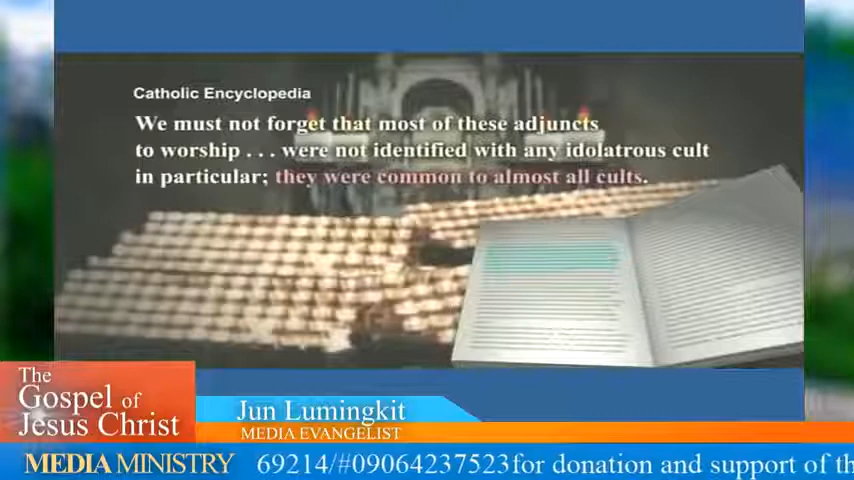 Catholic Encyclopedia
We must not forget that most of these adjuncts
to worship . . . were not identified with any idolatrous cult
in particular; they were common to almost all cults.
The
Gospel of
Jesus Christ
Jun Lumingkit
MEDIA EVANGELIST
MEDIA MINISTRY
69214/#09064237523for donation and support of th